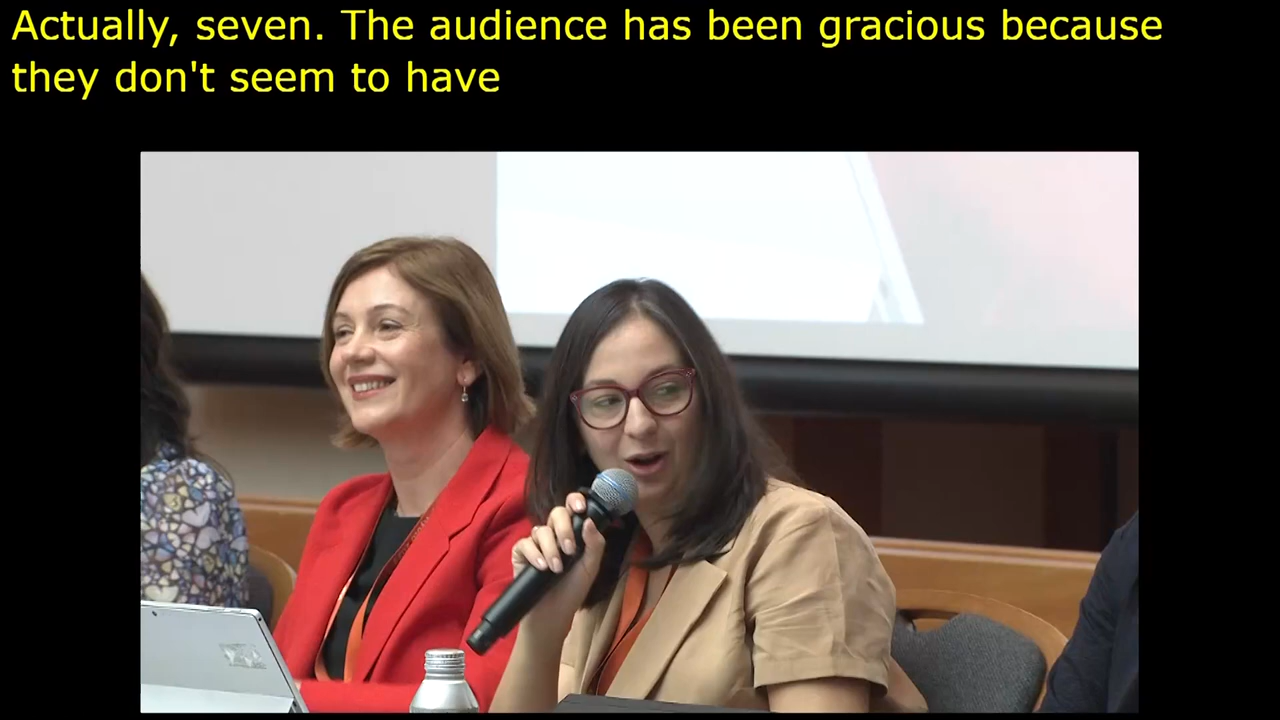 Actually, seven. The audience has been gracious because
they don't seem to have